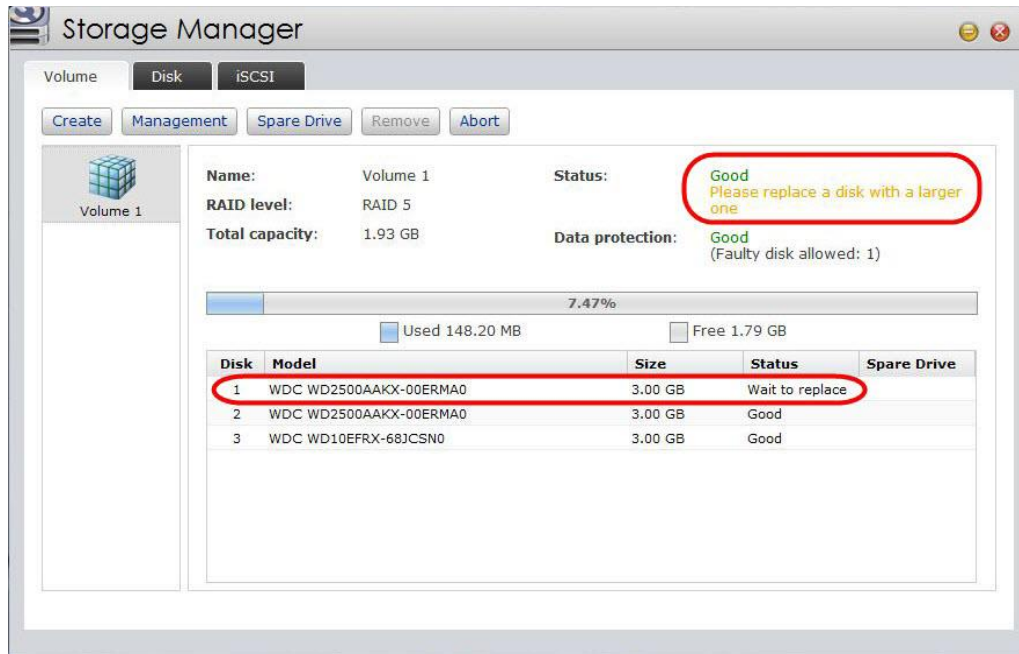 Storage Manager
Volume
Disk
iSCSI
Create
Management
Spare Drive
Remove
Abort
Volume 1
Name:
Volume 1
Status:
Good
Please replace a disk with a larger
one
RAID level:
RAID 5
Total capacity:
1.93 GB
Data protection:
Good
(Faulty disk allowed: 1)
7.47%
Used 148.20 MB
Free 1.79 GB
Disk Model Size Status Spare Drive
1 WDC WD2500AAKX-00ERMA0 3.00 GB Wait to replace
2 WDC WD2500AAKX-00ERMA0 3.00 GB Good
3 WDC WD10EFRX-68JCSN0 3.00 GB Good